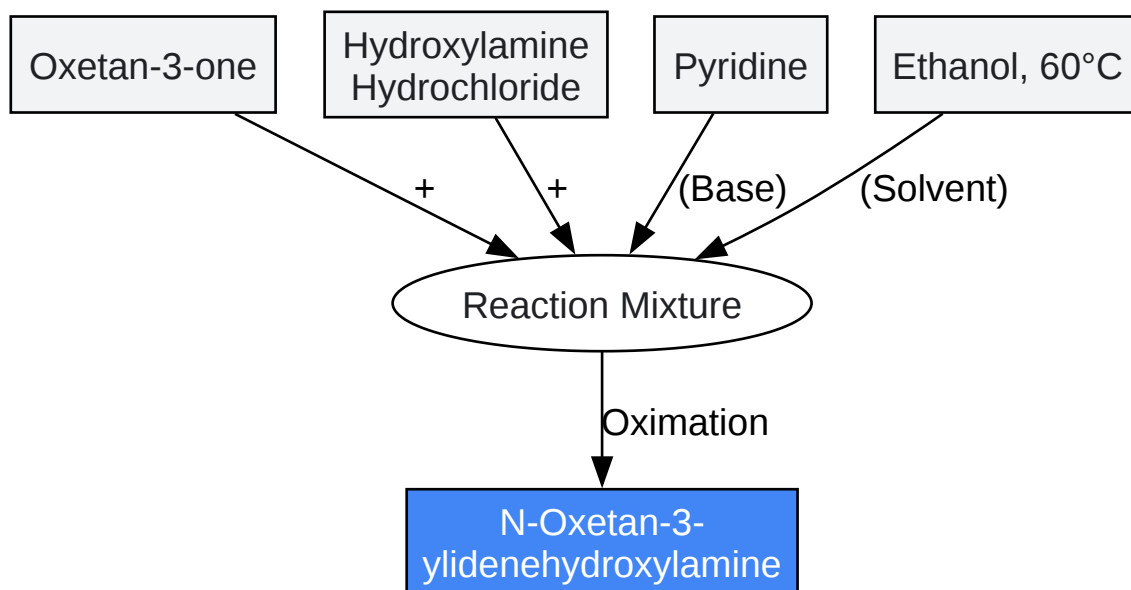 Oxetan-3-one
Hydroxylamine
Hydrochloride
Pyridine
Ethanol, 60°C
+
+
(Base)
(Solvent)
Reaction Mixture
Oximation
N-Oxetan-3-
ylidenehydroxylamine